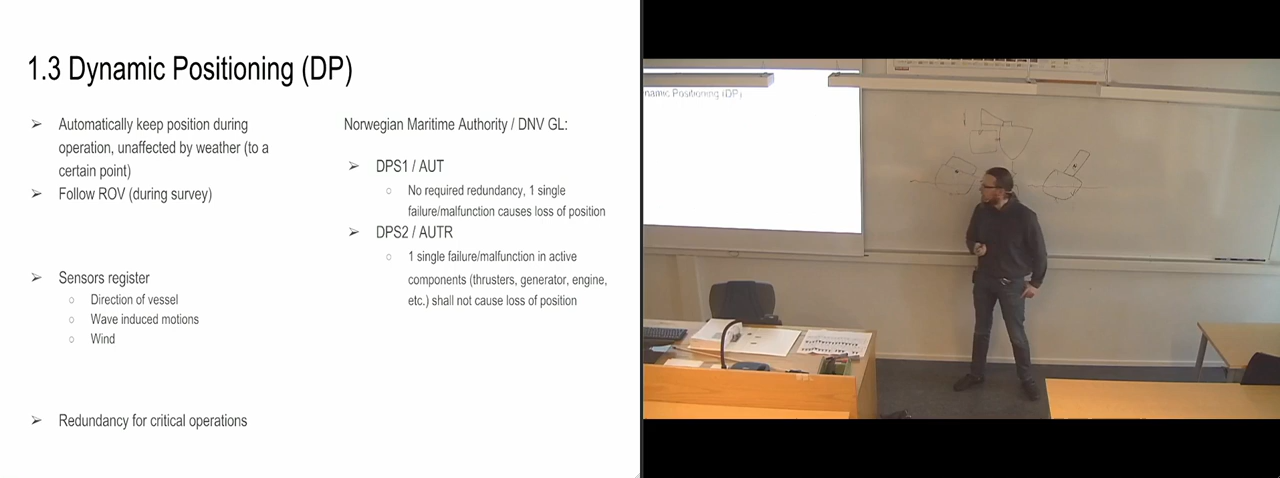 1.3 Dynamic Positioning (DP)
Automatically keep position during
operation, unaffected by weather (to a
certain point)
Follow ROV (during survey)
Sensors register
Direction of vessel
Wave induced motions
Wind
Redundancy for critical operations
Norwegian Maritime Authority / DNV GL:
DPS1 / AUT
No required redundancy, 1 single
failure/malfunction causes loss of position
DPS2 / AUTR
1 single failure/malfunction in active
components (thrusters, generator, engine,
etc.) shall not cause loss of position
namic Positioning (DP)